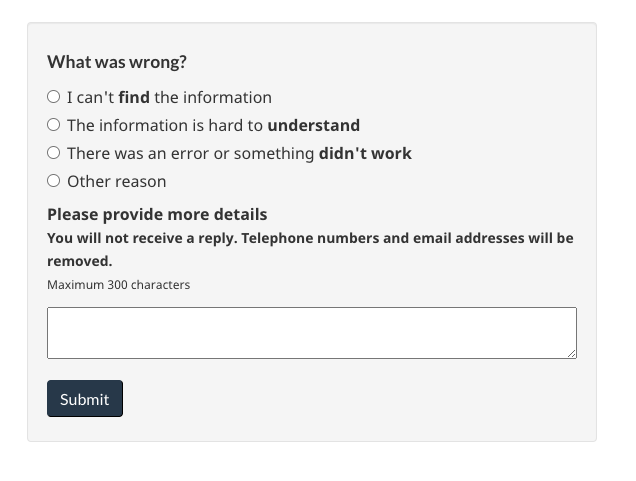 What was wrong?
I can't find the information
The information is hard to understand
There was an error or something didn't work
Other reason
Please provide more details
You will not receive a reply. Telephone numbers and email addresses will be
removed.
Maximum 300 characters
Submit